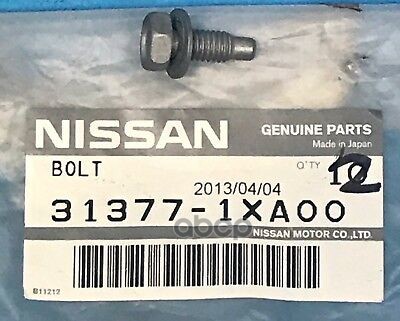 NISSAN
GENUINE PARTS
Made in Japan
BOLT
Q'TY
12
2013/04/04
31377-1XA00
NISSAN MOTOR CO.,LTD.
B11212